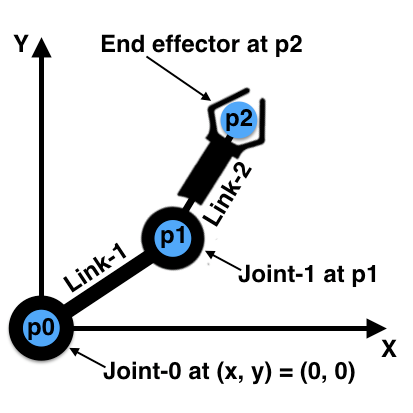 Y
End effector at p2
p2
Link-2
p1
Link-1
Joint-1 at p1
p0
X
Joint-0 at (x, y) = (0, 0)